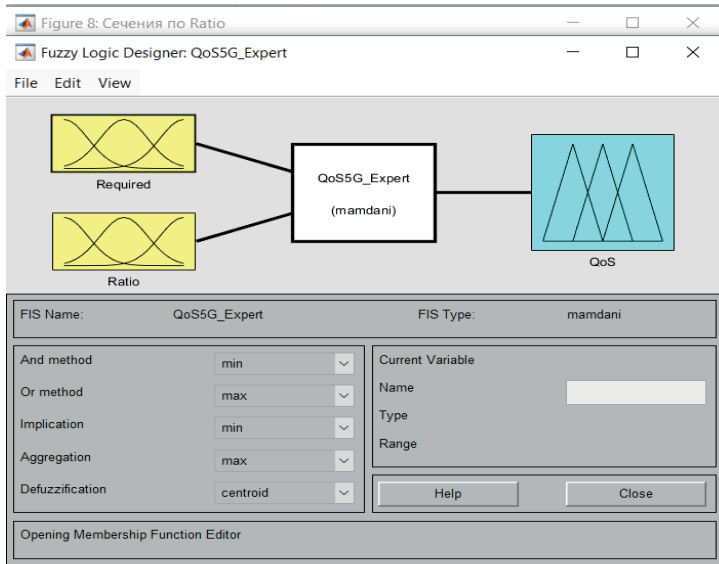 Figure 8: Сечения по Ratio
Fuzzy Logic Designer: QoS5G_Expert
File Edit View
Required
Ratio
QoS5G_Expert
(mamdani)
QoS
FIS Name: QoS5G_Expert FIS Type: mamdani
And method min
Or method max
Implication min
Aggregation max
Defuzzification centroid
Current Variable
Name
Type
Range
Help Close
Opening Membership Function Editor